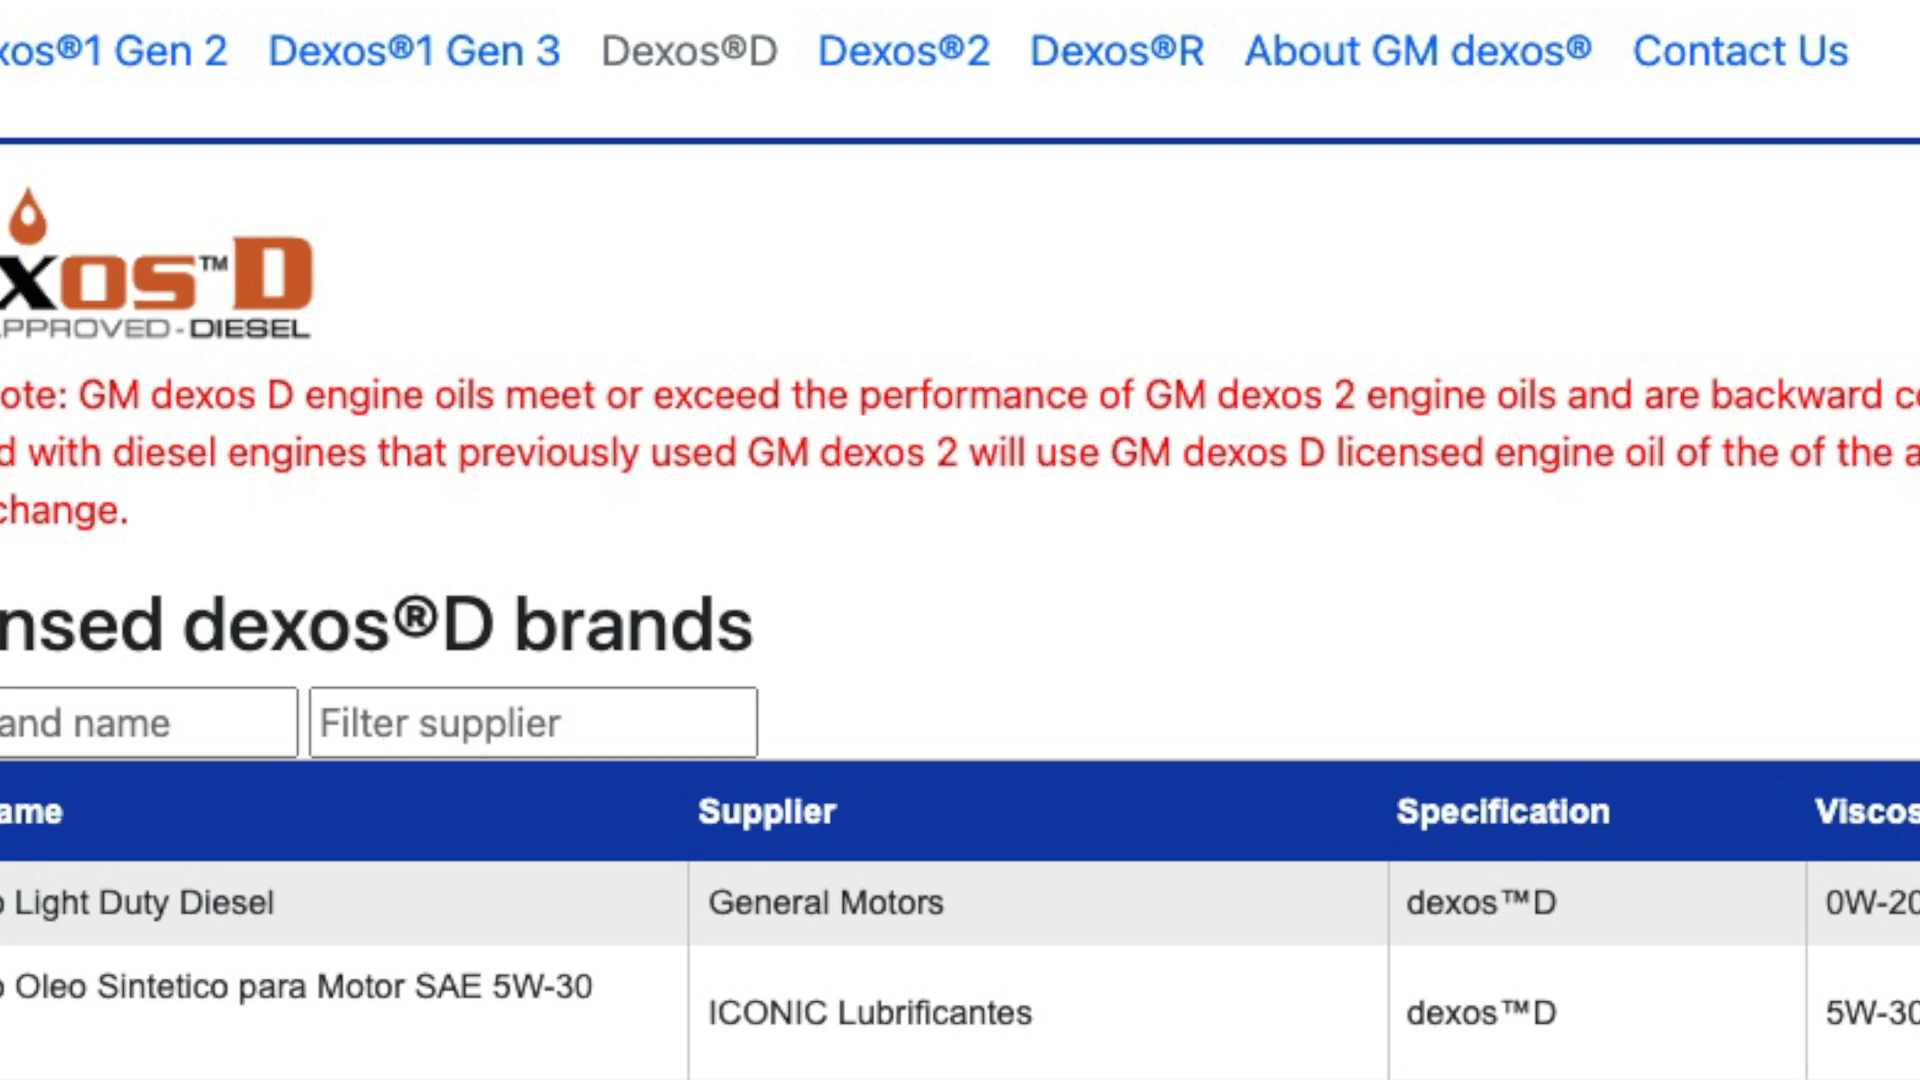 xos®1 Gen 2 Dexos®1 Gen 3 Dexos®D Dexos®2 Dexos®R About GM dexos® Contact Us
xos™D
PPROVED-DIESEL
ote: GM dexos D engine oils meet or exceed the performance of GM dexos 2 engine oils and are backward c
d with diesel engines that previously used GM dexos 2 will use GM dexos D licensed engine oil of the of the a
change.
nsed dexos®D brands
and name Filter supplier
ame Supplier Specification Viscos
o Light Duty Diesel General Motors dexos™D 0W-20
o Oleo Sintetico para Motor SAE 5W-30 ICONIC Lubrificantes dexos™D 5W-30